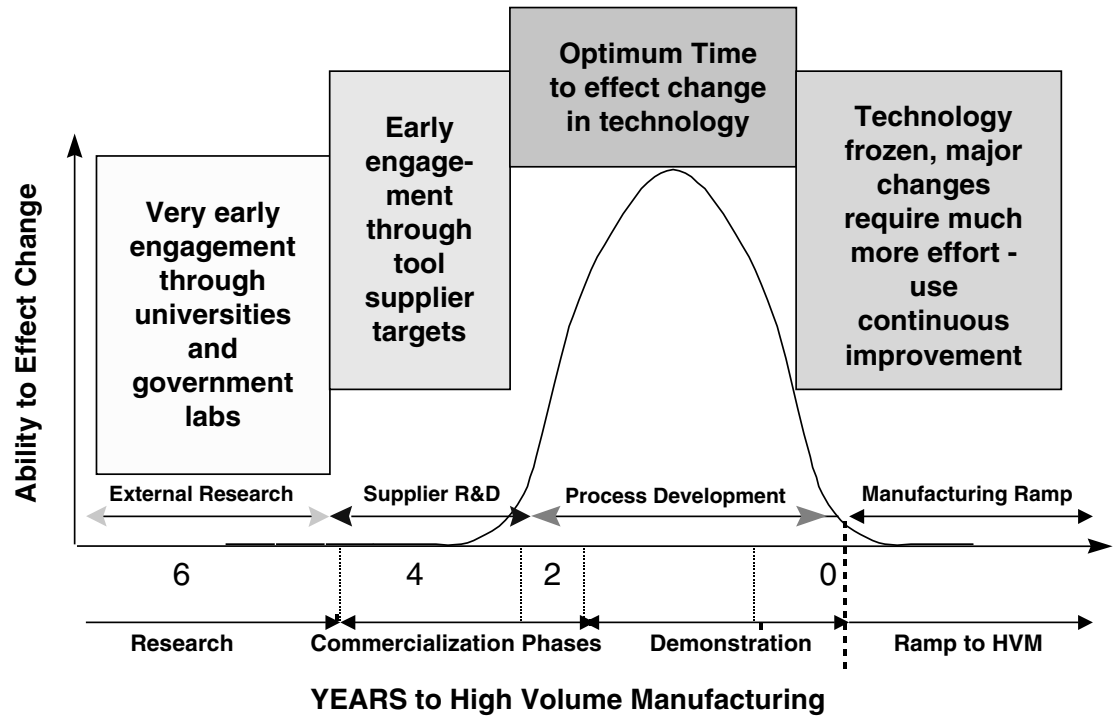 Optimum Time
to effect change
in technology
Early
engage-
ment
through
tool
supplier
targets
Technology
frozen, major
changes
require much
more effort -
use
continuous
improvement
Very early
engagement
through
universities
and
government
labs
Ability to Effect Change
External Research
Supplier R&D
Process Development
Manufacturing Ramp
6
4
2
0
Research
Commercialization Phases
Demonstration
Ramp to HVM
YEARS to High Volume Manufacturing